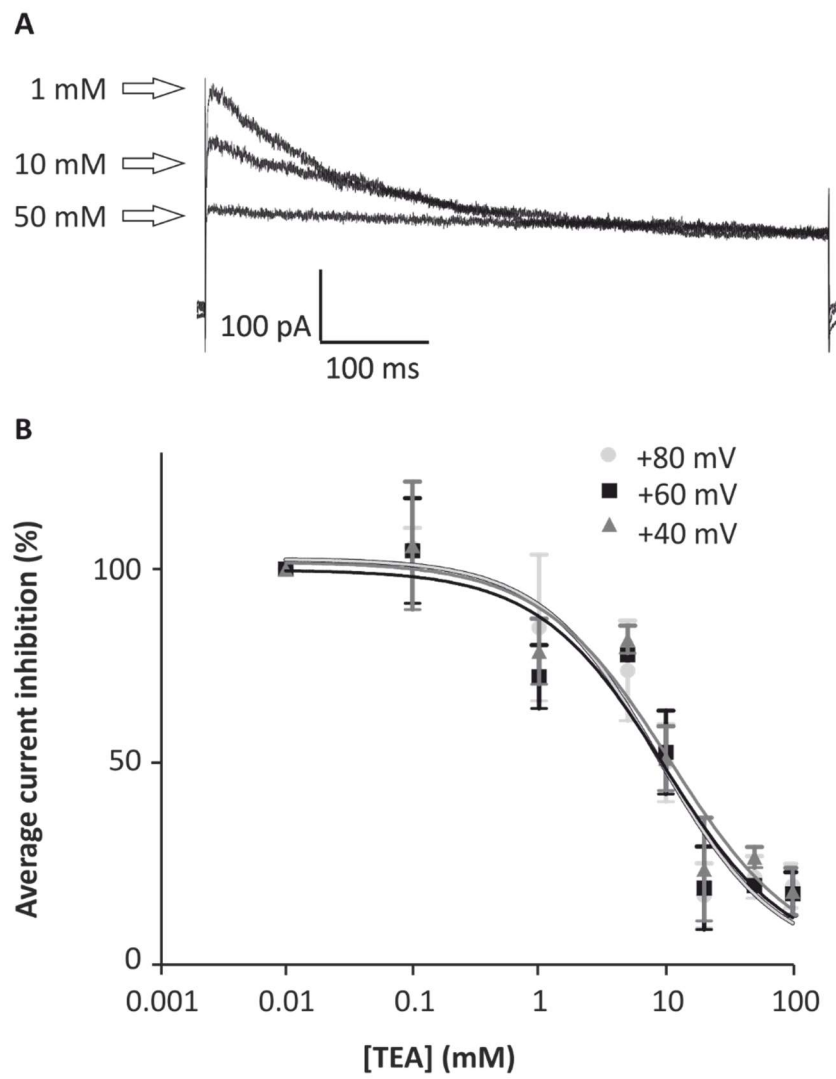 A
1 mM
10 mM
50 mM
100 pA
100 ms
B
+80 mV
+60 mV
+40 mV
Average current inhibition (%)
100
50
0
0.001 0.01 0.1 1 10 100
[TEA] (mM)